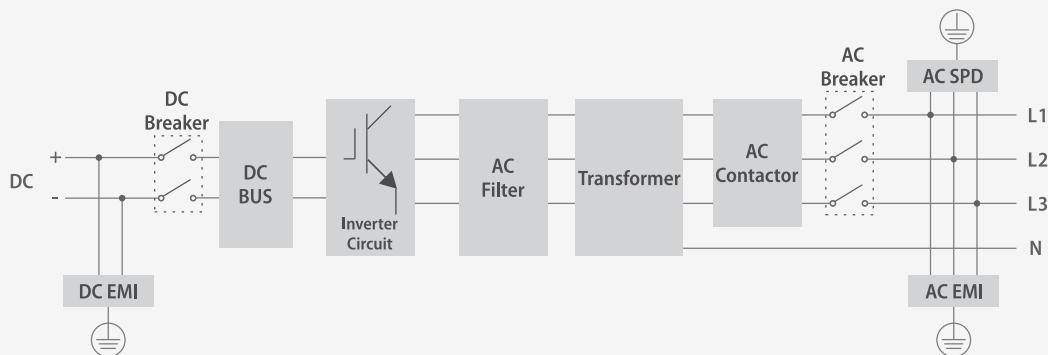 DC
Breaker
AC
Breaker
AC SPD
+
DC
-
DC
BUS
Inverter
Circuit
AC
Filter
Transformer
AC
Contactor
L1
L2
L3
N
DC EMI
AC EMI